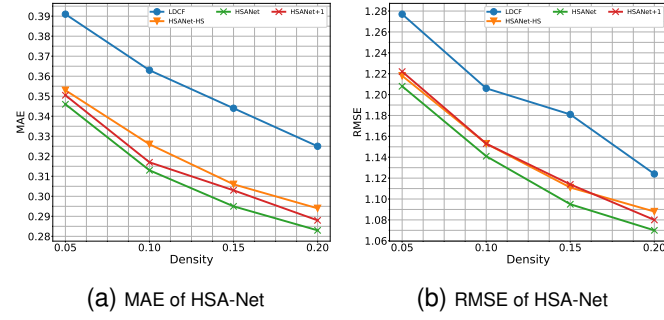 LDCF
HSANet-HS
HSANet
HSANet+1
MAE
0.39
0.38
0.37
0.36
0.35
0.34
0.33
0.32
0.31
0.30
0.29
0.28
0.05
0.10
0.15
0.20
Density
(a) MAE of HSA-Net
LDCF
HSANet-HS
HSANet
HSANet+1
RMSE
1.28
1.26
1.24
1.22
1.20
1.18
1.16
1.14
1.12
1.10
1.08
1.06
0.05
0.10
0.15
0.20
Density
(b) RMSE of HSA-Net